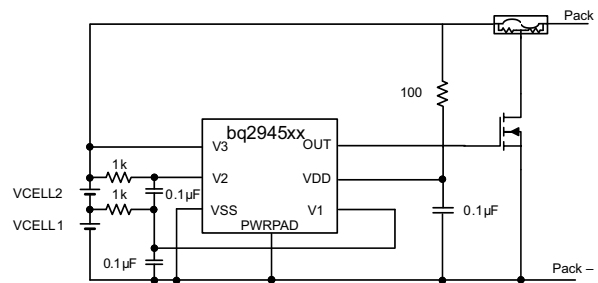 Pack
100
bq2945xx
V3
OUT
1k
V2
VDD
VCELL2
1k
0.1µF
VSS
V1
0.1µF
VCELL1
PWRPAD
0.1µF
Pack –